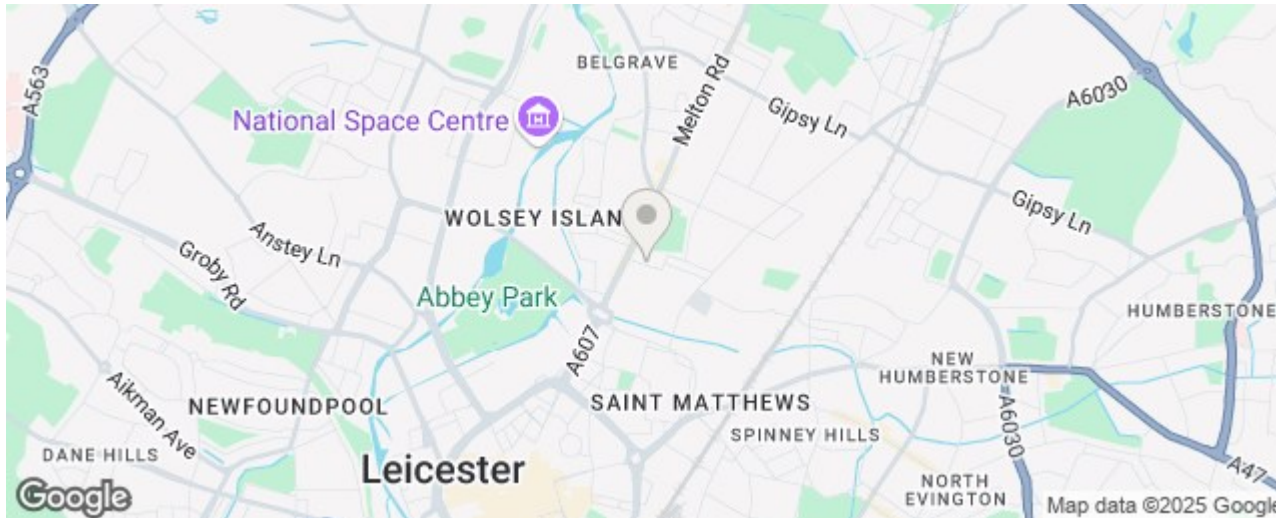 BELGRAVE
Melton Rd
A563
A6030
Gipsy Ln
National Space Centre
Gipsy Ln
WOLSEY ISLAN
Anstey Ln
Groby Rd
Abbey Park
HUMBERSTONE
A607
NEW
HUMBERSTONE
Aikman Ave
NEWFOUNDPOOL
SAINT MATTHEWS
A6030
SPINNEY HILLS
DANE HILLS
Leicester
A47
NORTH
EVINGTON
Google
Map data ©2025 Google